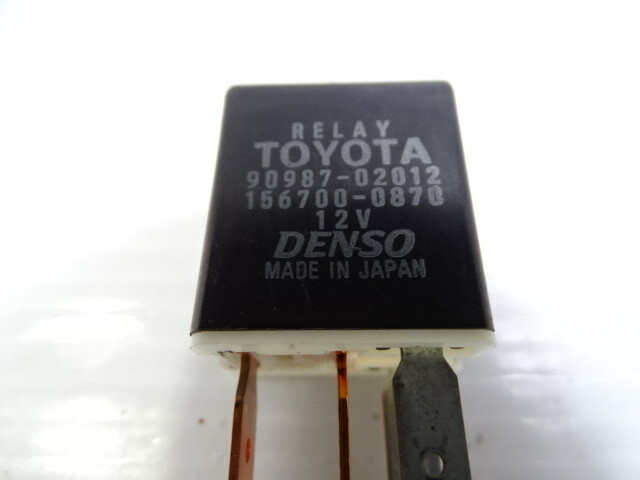 RELAY
TOYOTA
90987-02012
156700-0870
12V
DENSO
MADE IN JAPAN